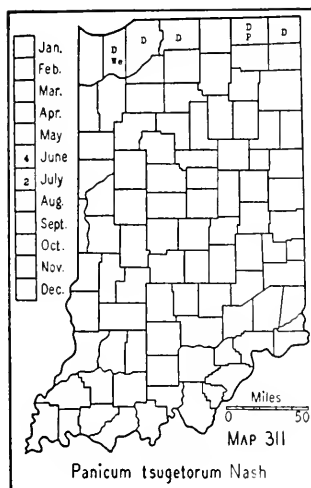 D D D D D
We P
Jan.
Feb.
Mar.
Apr.
May
4 June
2 July
Aug.
Sept.
Oct.
Nov.
Dec.
Miles
0 50
MAP 311
Panicum tsugetorum Nash